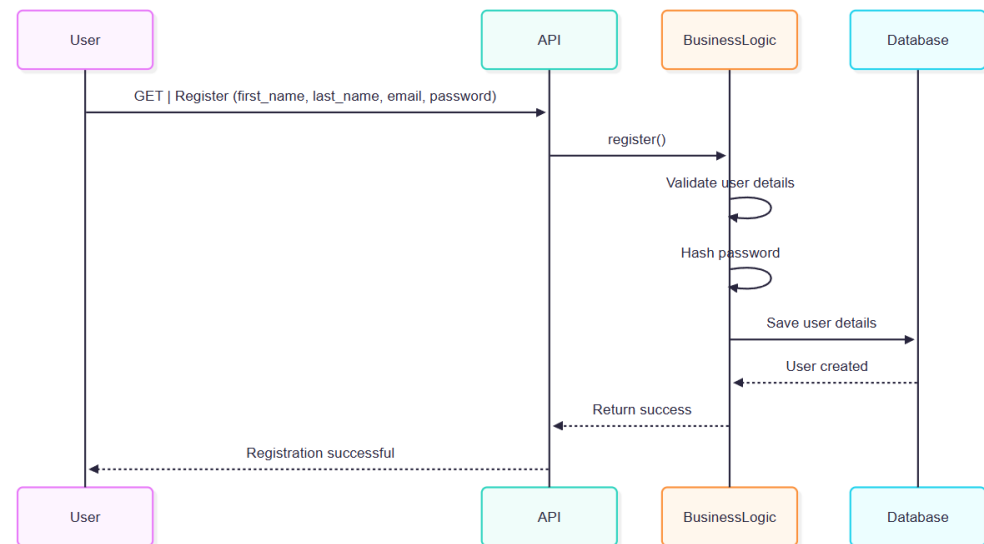 User
API
BusinessLogic
Database
GET | Register (first_name, last_name, email, password)
register()
Validate user details
Hash password
Save user details
User created
Return success
Registration successful
User
API
BusinessLogic
Database